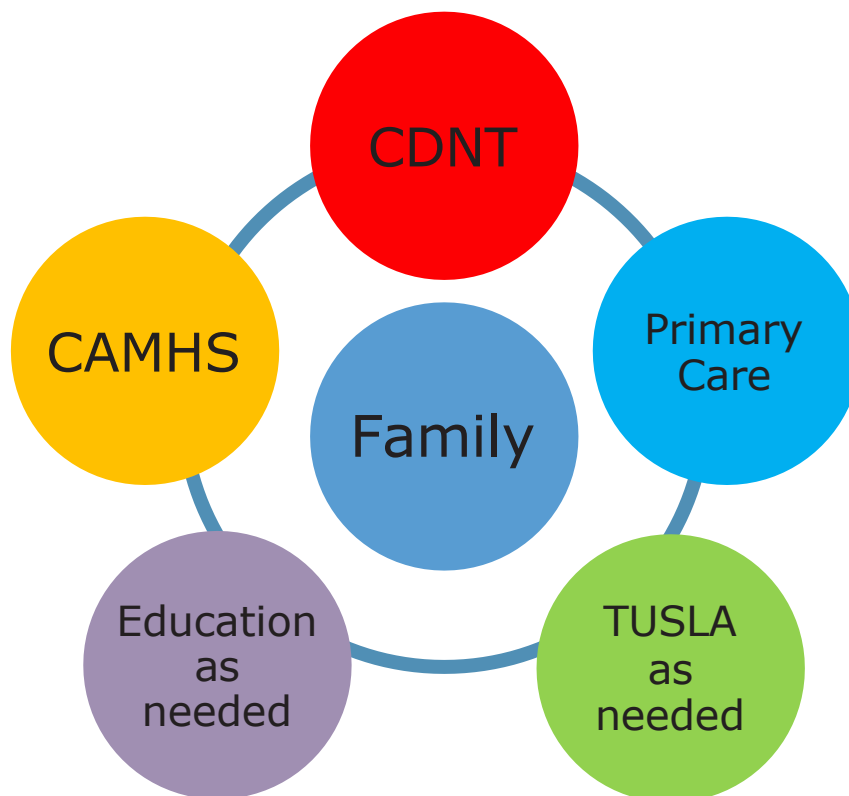 CDNT
CAMHS
Primary
Care
Family
Education
as
needed
TUSLA
as
needed